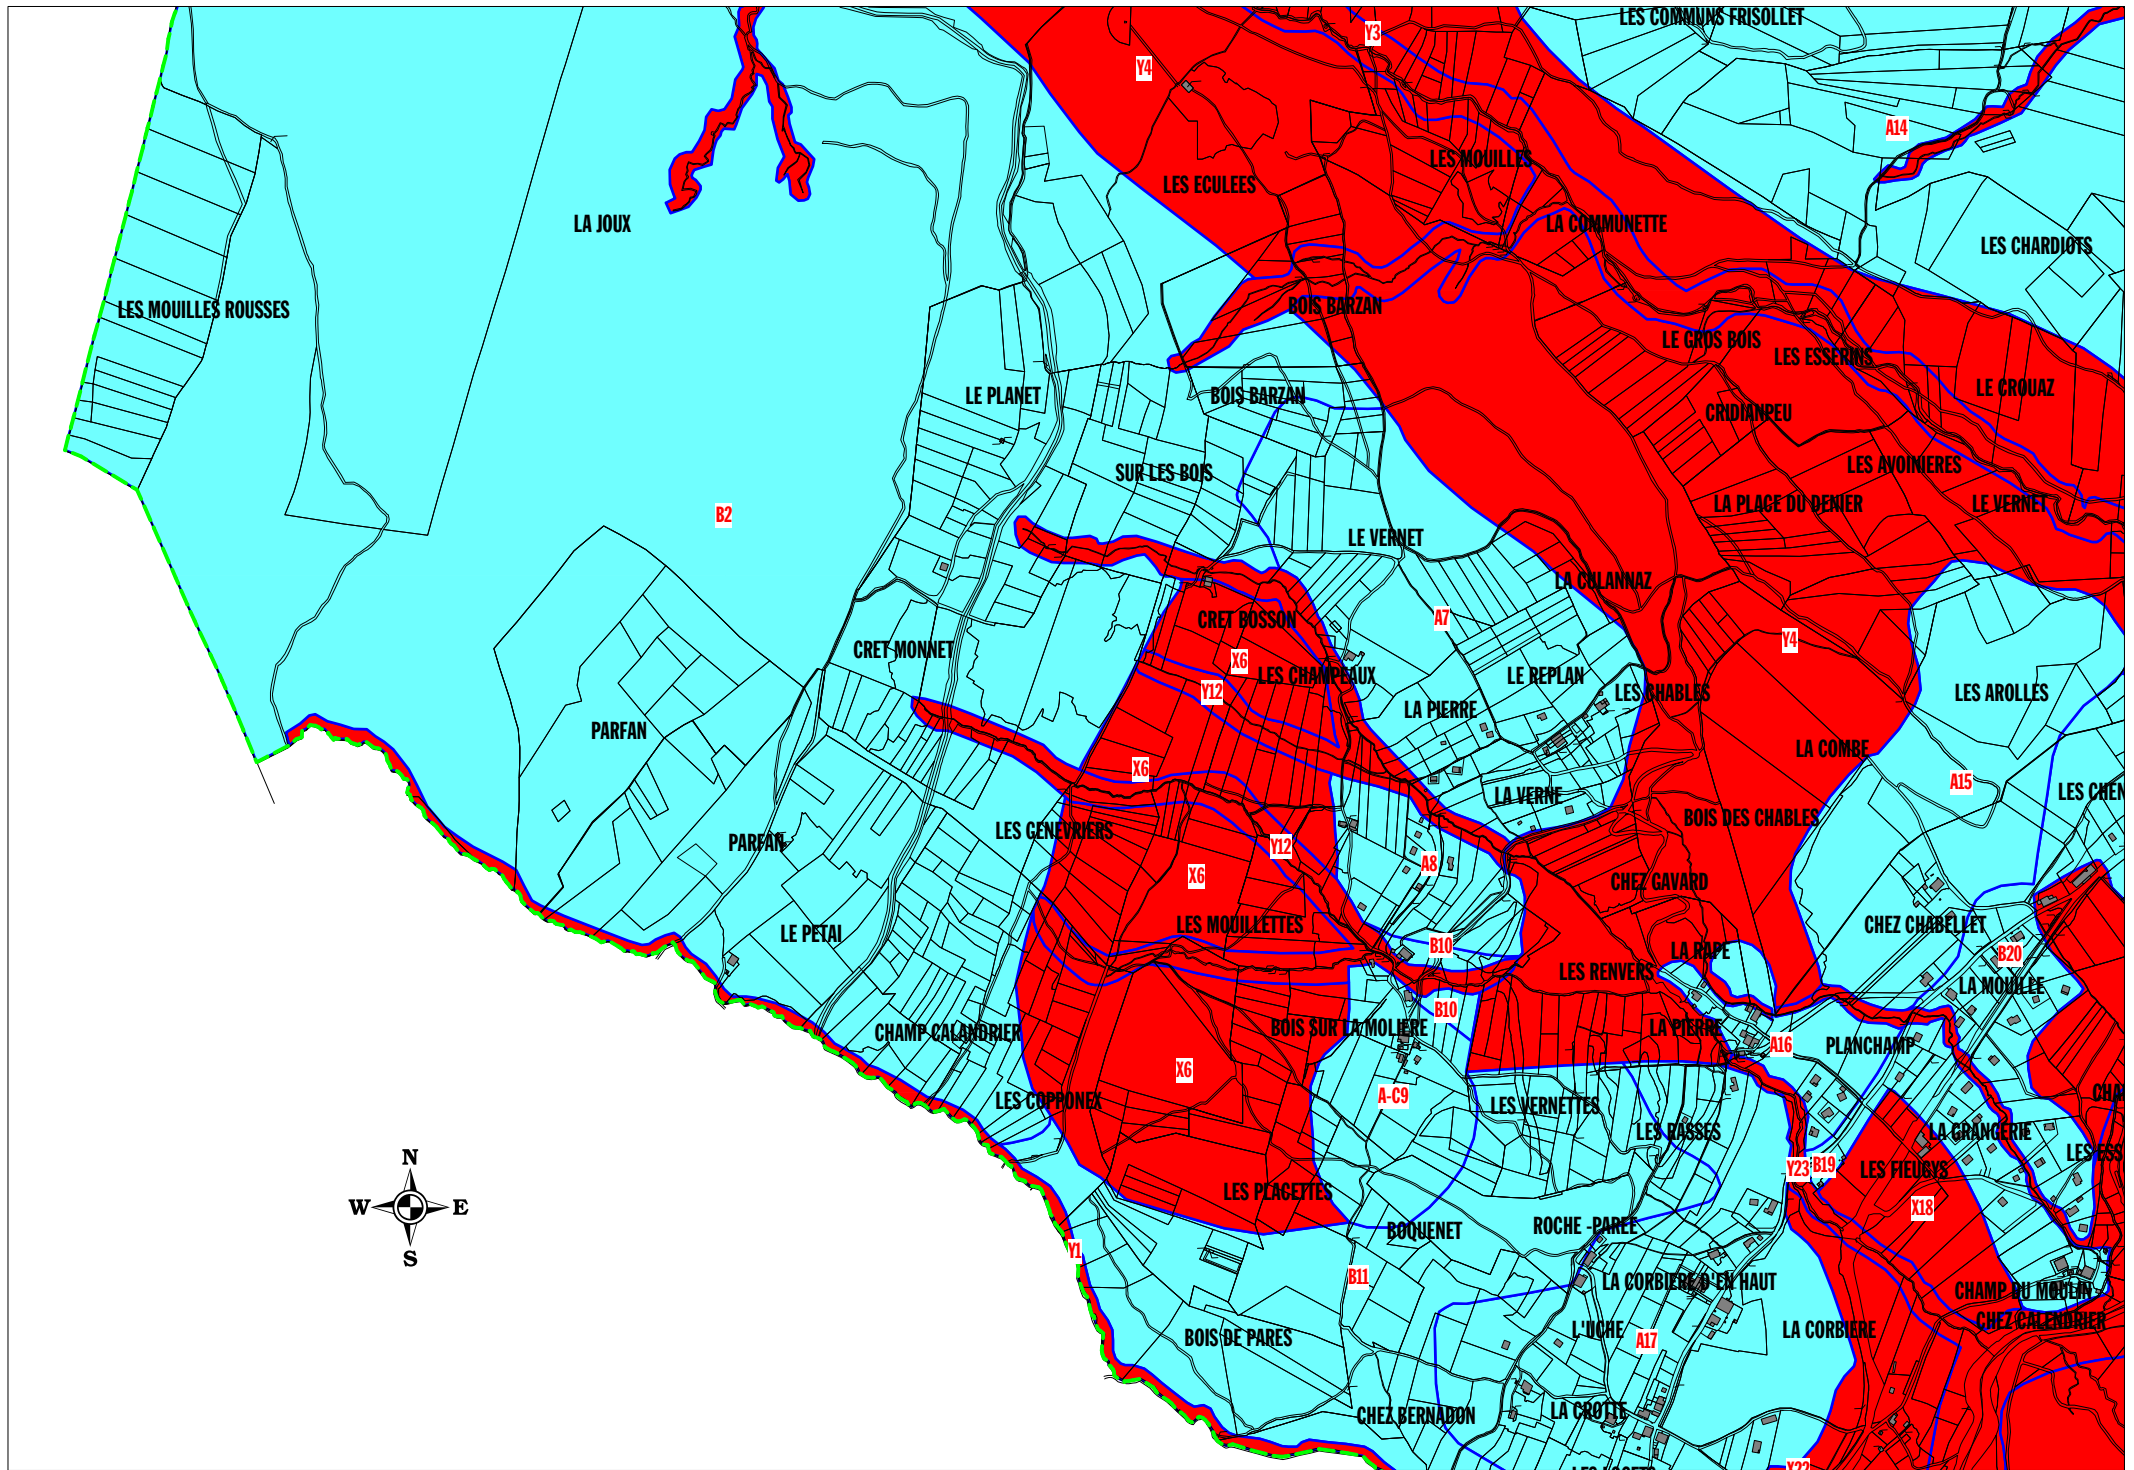 LES COMMUNS FRISOLLET
Y3
Y4
A14
LES MOUILLES
LES ECULEES
LA JOUX
LA COMMUNETTE
LES CHARDIOTS
LES MOUILLES ROUSSES
BOIS BARZAN
LE GROS BOIS
LES ESSERINS
LE CROUAZ
LE PLANET
BOIS BARZAN
CRIDIANPEU
SUR LES BOIS
LES AVOINIERES
LA PLACE DU DENIER
LE VERNET
B2
LE VERNET
LA CULANNAZ
CRET BOSSON
A7
Y4
CRET MONNET
X6
LES CHAMPEAUX
LE REPLAN
Y12
LES CHABLES
LES AROLLES
LA PIERRE
PARFAN
LA COMBE
X6
A15
LES CHEN
LA VERNE
BOIS DES CHABLES
LES GENEVRIERS
PARFAN
Y12
A8
X6
CHEZ GAVARD
LES MOUILLETTES
CHEZ CHABELLET
LE PETAI
B10
LA RAPE
B20
LES RENVERS
LA MOUILLE
B10
CHAMP CALANDRIER
BOIS SUR LA MOLIERE
LA PIERRE
A16
PLANCHAMP
X6
A-C9
CHA
LES COPPONEX
LES VERNETTES
LES RASSES
LA GRANGERIE
LES ESS
N
W
E
S
Y23
B19
LES FIEUGYS
LES PLACETTES
X18
BOQUENET
ROCHE -PARLE
Y1
B11
LA CORBIERE D'EN HAUT
CHAMP DU MOULIN
BOIS DE PARES
L'UCHE
A17
LA CORBIERE
CHEZ CALENDRIER
CHEZ BERNADON
LA CROTTE